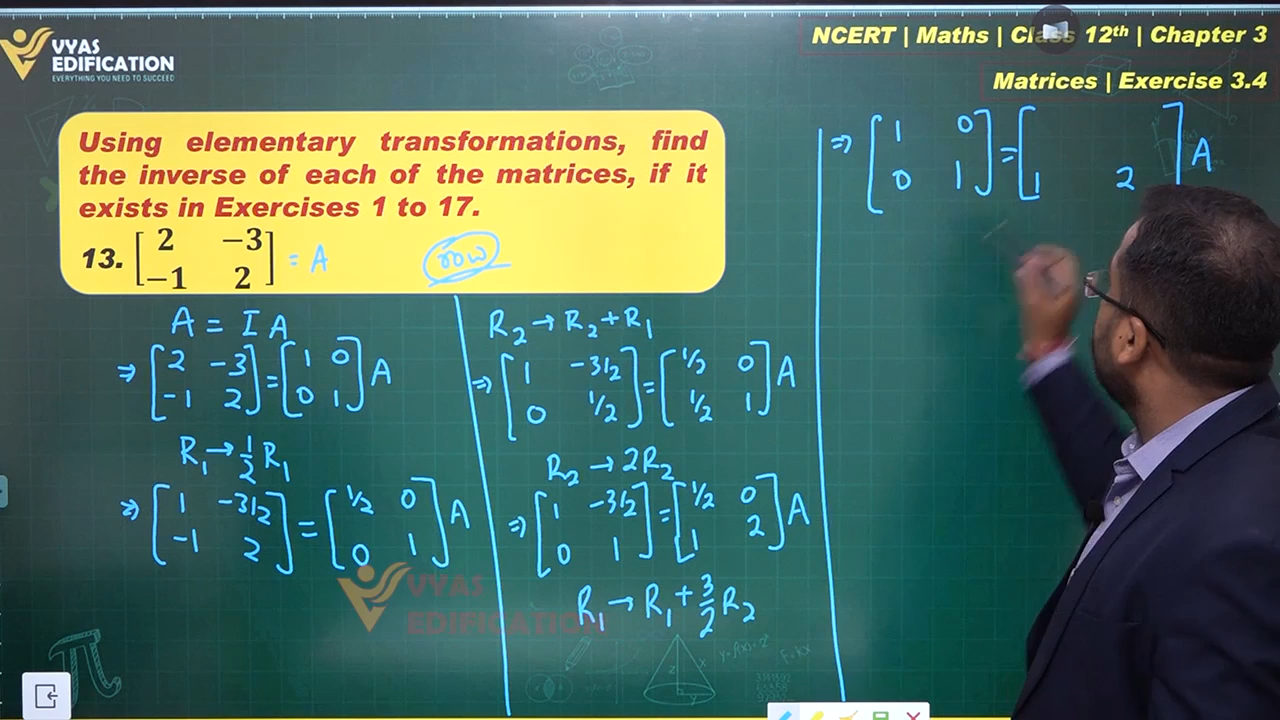 VYAS
EDIFICATION
EVERYTHING YOU NEED TO SUCCEED
NCERT | Maths | Class 12th | Chapter 3
Matrices | Exercise 3.4
Using elementary transformations, find
the inverse of each of the matrices, if it
exists in Exercises 1 to 17.
13. [2 −3
−1 2] = A
row
A = I A
⇒ [2 -3
-1 2] = [1 0
0 1] A
R₁ → 1/2 R₁
⇒ [1 -3/2
-1 2] = [1/2 0
0 1] A
R₂ → R₂ + R₁
⇒ [1 -3/2
0 1/2] = [1/2 0
1/2 1] A
R₂ → 2R₂
⇒ [1 -3/2
0 1] = [1/2 0
1 2] A
R₁ → R₁ + 3/2 R₂
⇒ [1 0
0 1] = [
1 2] A
VYAS
EDIFICATION